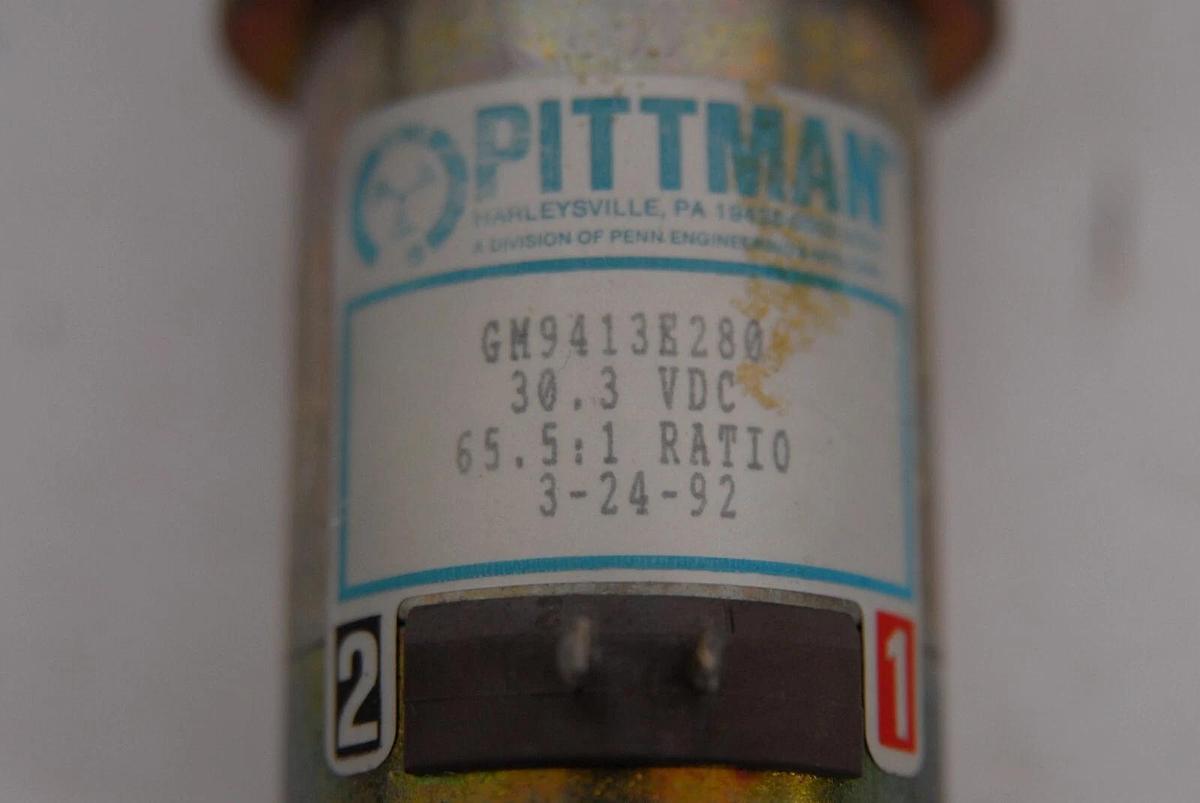 PITTMAN
HARLEYSVILLE, PA
A DIVISION OF PENN ENGINEERING
GM9413E280
30.3 VDC
65.5:1 RATIO
3-24-92
2
1